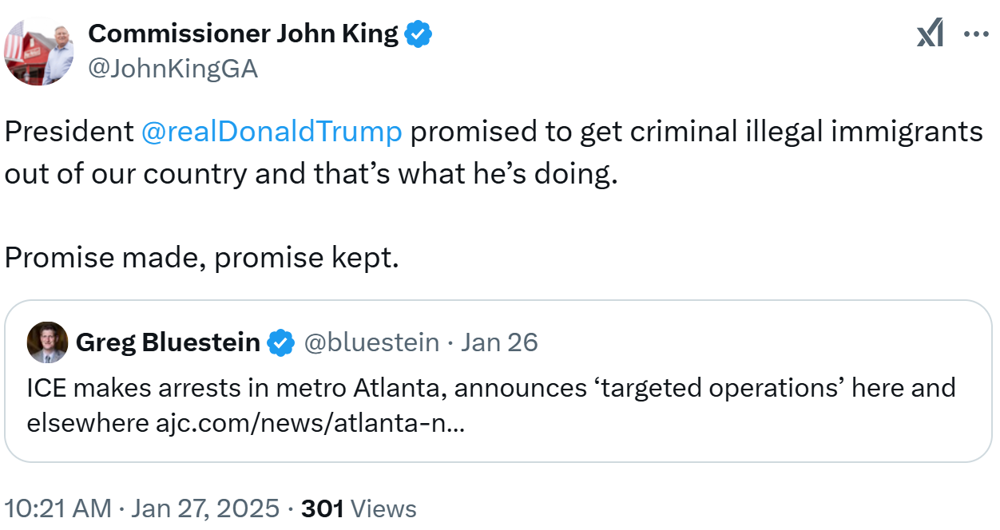 Commissioner John King
@JohnKingGA
President @realDonaldTrump promised to get criminal illegal immigrants
out of our country and that’s what he’s doing.
Promise made, promise kept.
Greg Bluestein @bluestein · Jan 26
ICE makes arrests in metro Atlanta, announces ‘targeted operations’ here and
elsewhere ajc.com/news/atlanta-n...
10:21 AM · Jan 27, 2025 · 301 Views